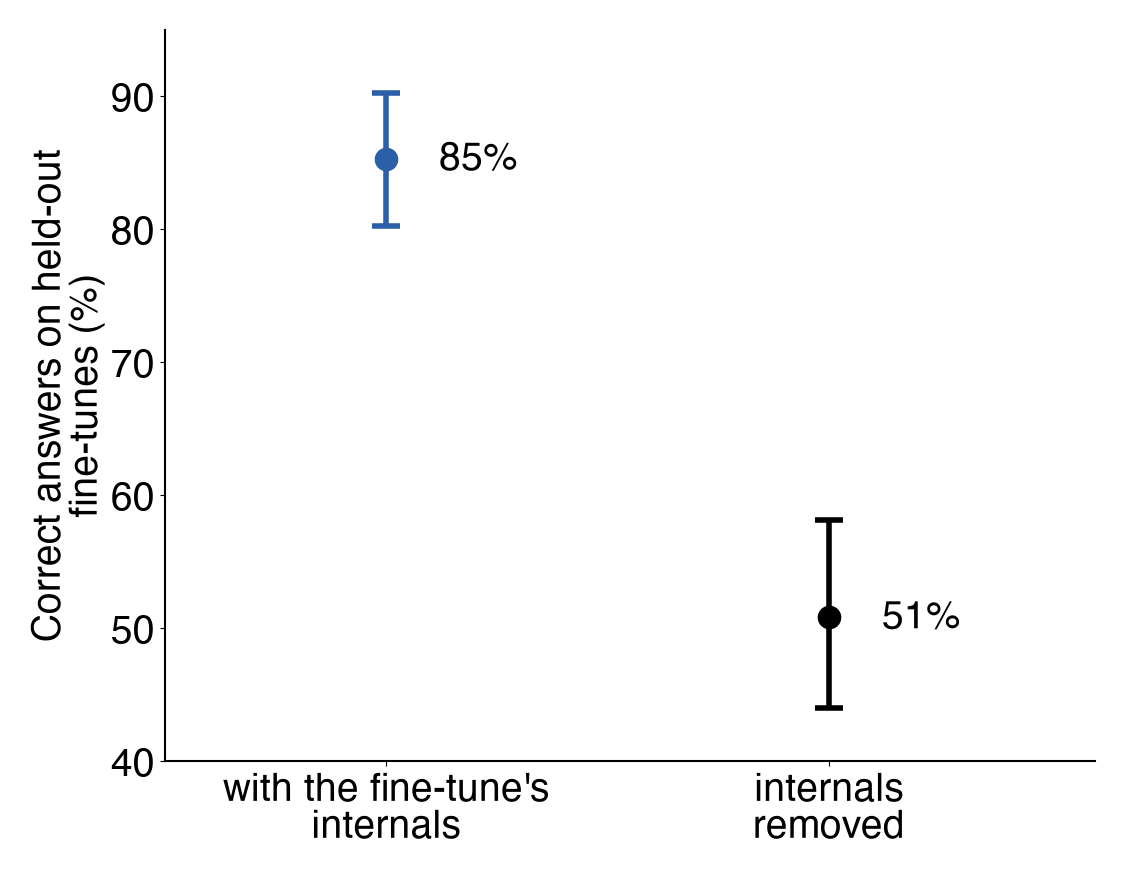 Correct answers on held-out
fine-tunes (%)
90
80
70
60
50
40
85%
51%
with the fine-tune's
internals
internals
removed